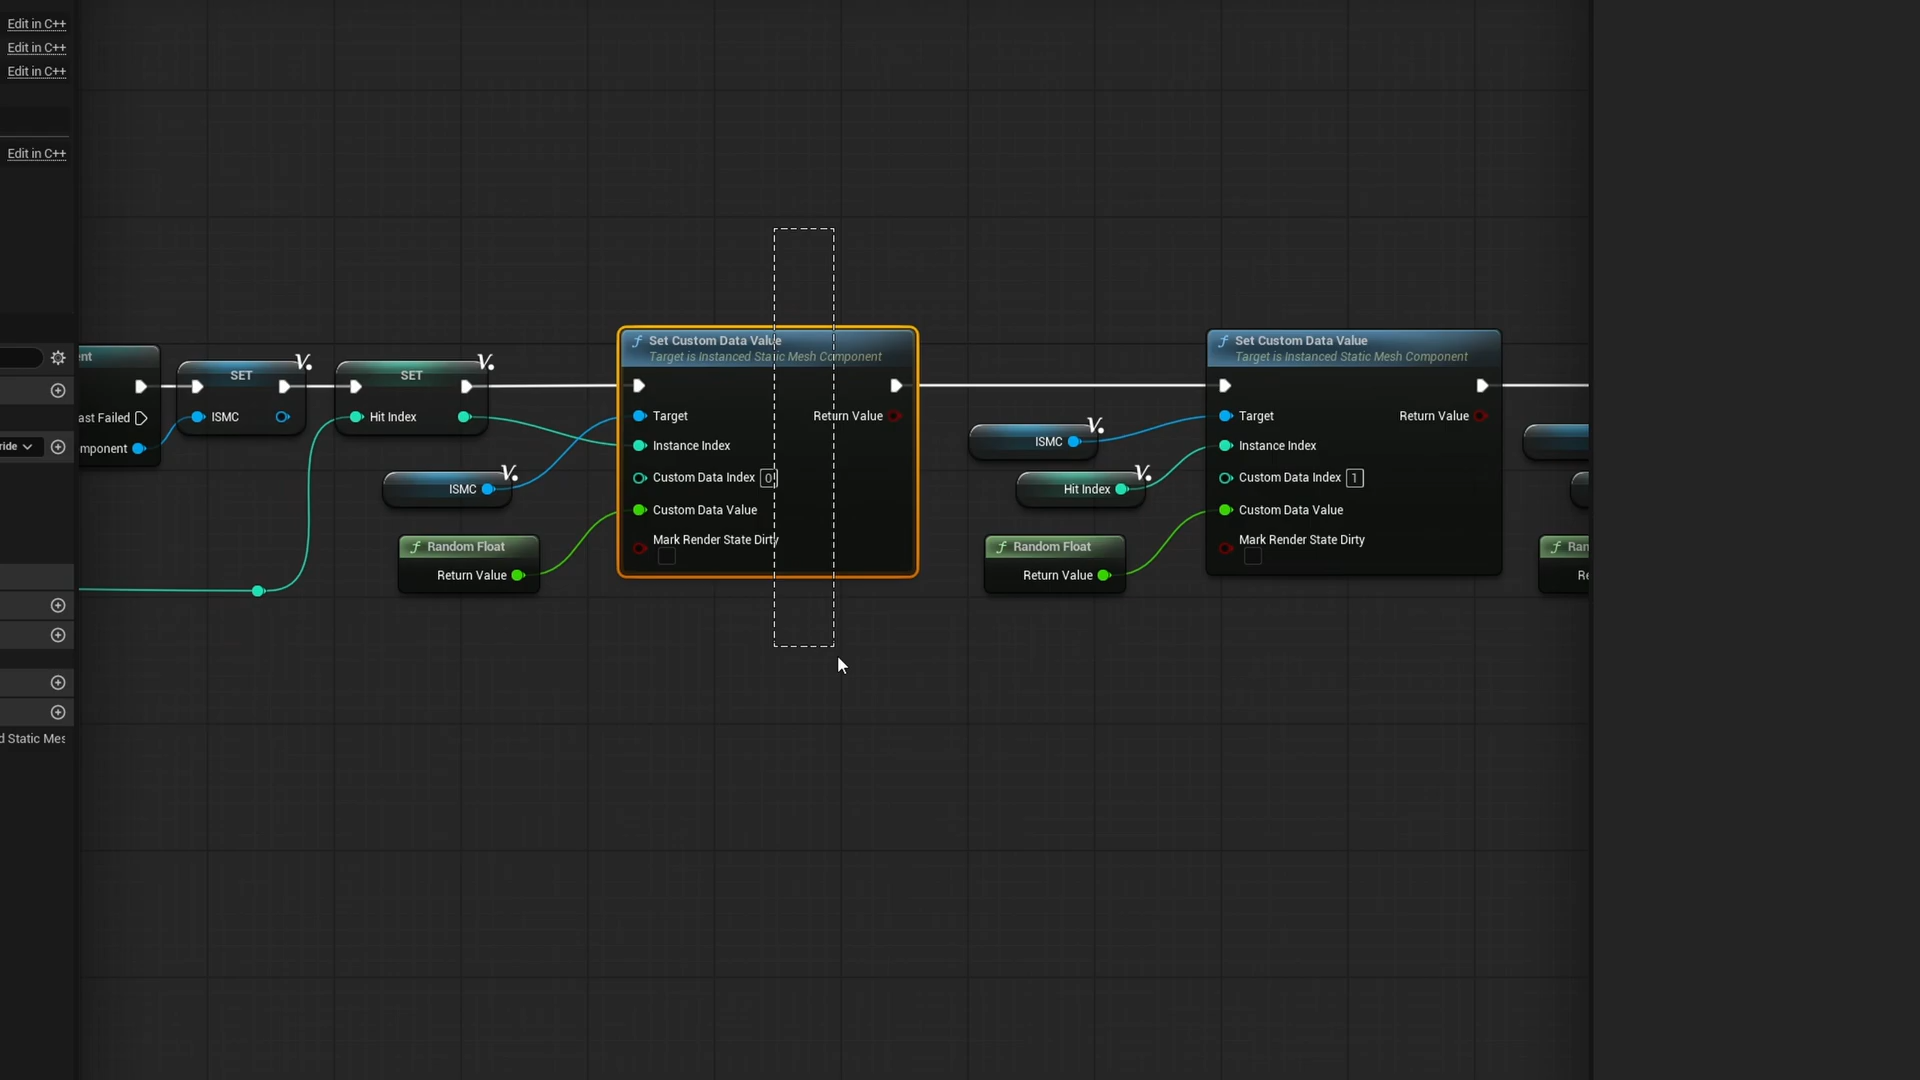 Edit in C++
Edit in C++
Edit in C++
Edit in C++
ride
d Static Mes
nt
ast Failed
mponent
SET
ISMC
SET
Hit Index
ISMC
f Random Float
Return Value
f Set Custom Data Value
Target is Instanced Static Mesh Component
Target
Return Value
Instance Index
Custom Data Index 0
Custom Data Value
Mark Render State Dirty
ISMC
Hit Index
f Random Float
Return Value
f Set Custom Data Value
Target is Instanced Static Mesh Component
Target
Return Value
Instance Index
Custom Data Index 1
Custom Data Value
Mark Render State Dirty
f Ran
Re